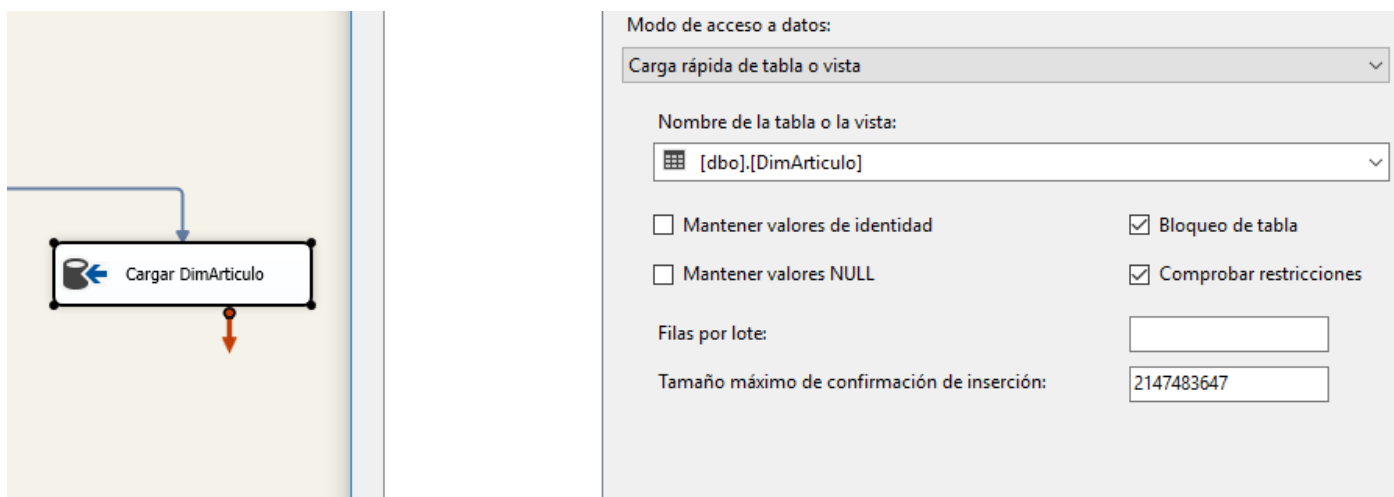 Cargar DimArticulo
Modo de acceso a datos:
Carga rápida de tabla o vista
Nombre de la tabla o la vista:
[dbo].[DimArticulo]
Mantener valores de identidad
Bloqueo de tabla
Mantener valores NULL
Comprobar restricciones
Filas por lote:
Tamaño máximo de confirmación de inserción:
2147483647